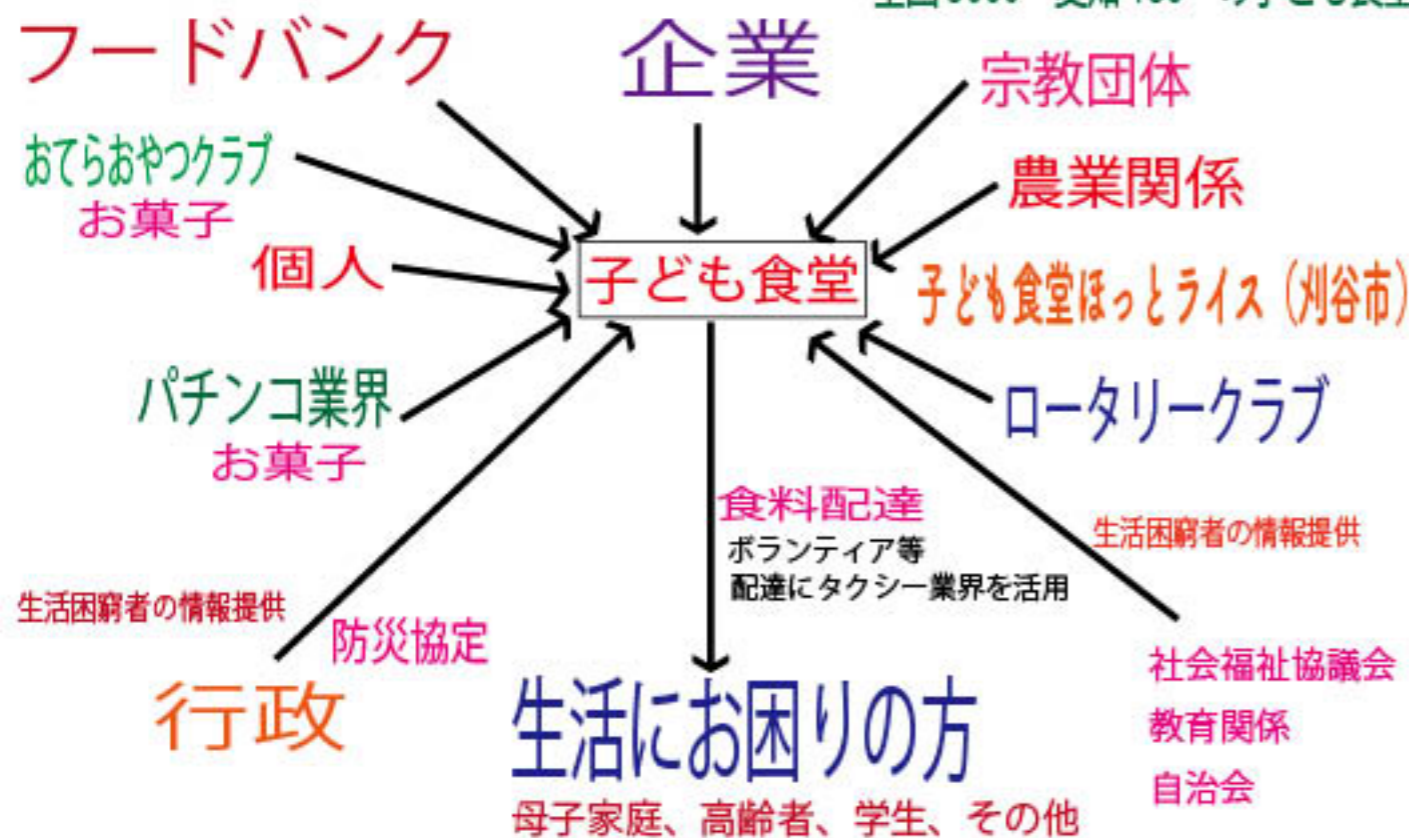 フードバンク
企業
宗教団体
おてらおやつクラブ
お菓子
農業関係
個人
子ども食堂
子ども食堂ほっとライス（刈谷市）
パチンコ業界
お菓子
ロータリークラブ
食料配達
ボランティア等
配達にタクシー業界を活用
生活困窮者の情報提供
生活困窮者の情報提供
防災協定
行政
生活にお困りの方
母子家庭、高齢者、学生、その他
社会福祉協議会
教育関係
自治会